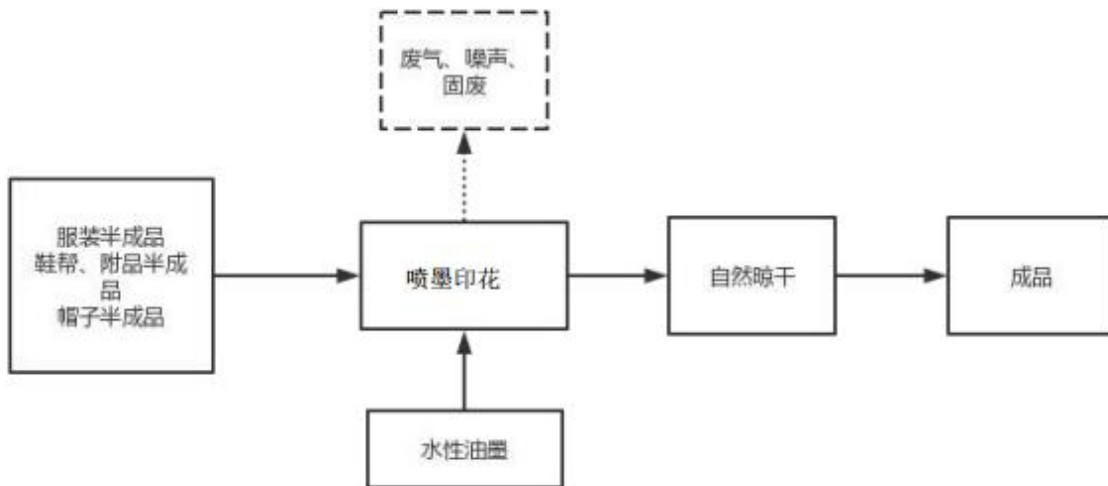 废气、噪声、
固废
服装半成品
鞋帮、附品半成
品
帽子半成品
喷墨印花
自然晾干
成品
水性油墨